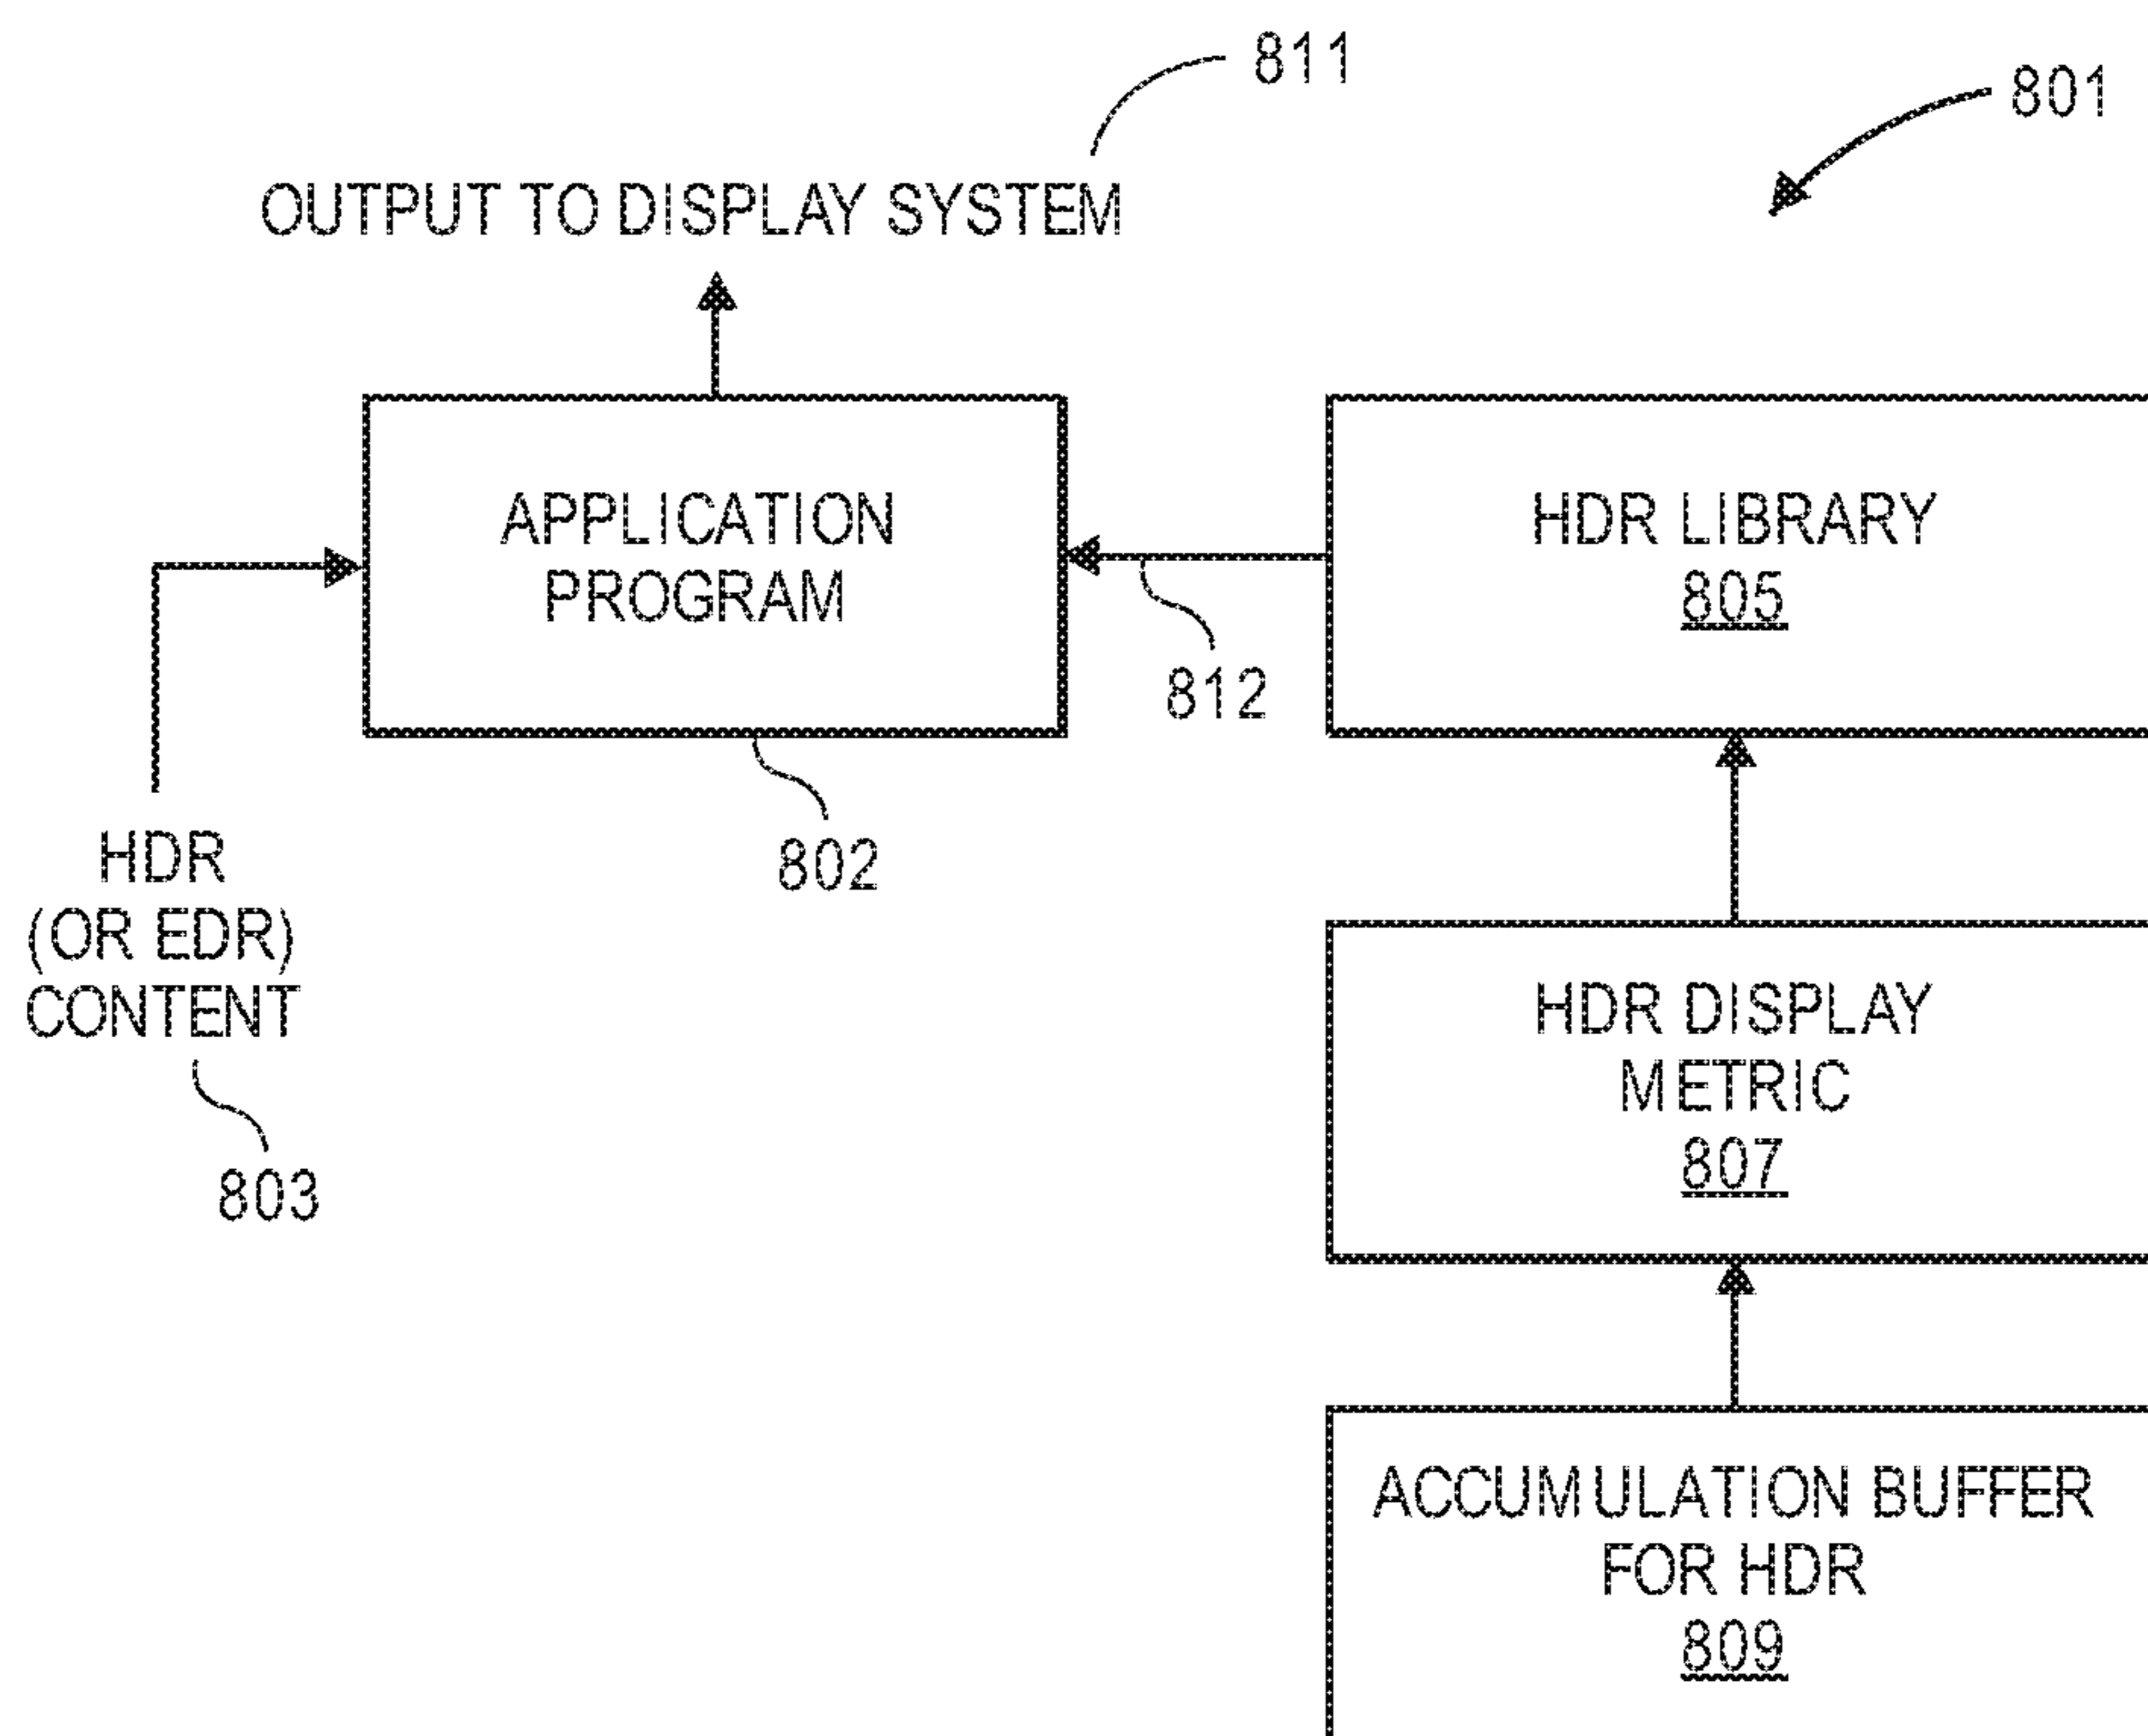 811
801
OUTPUT TO DISPLAY SYSTEM
APPLICATION
PROGRAM
HDR LIBRARY
805
812
802
HDR
(OR EDR)
CONTENT
803
HDR DISPLAY
METRIC
807
ACCUMULATION BUFFER
FOR HDR
809